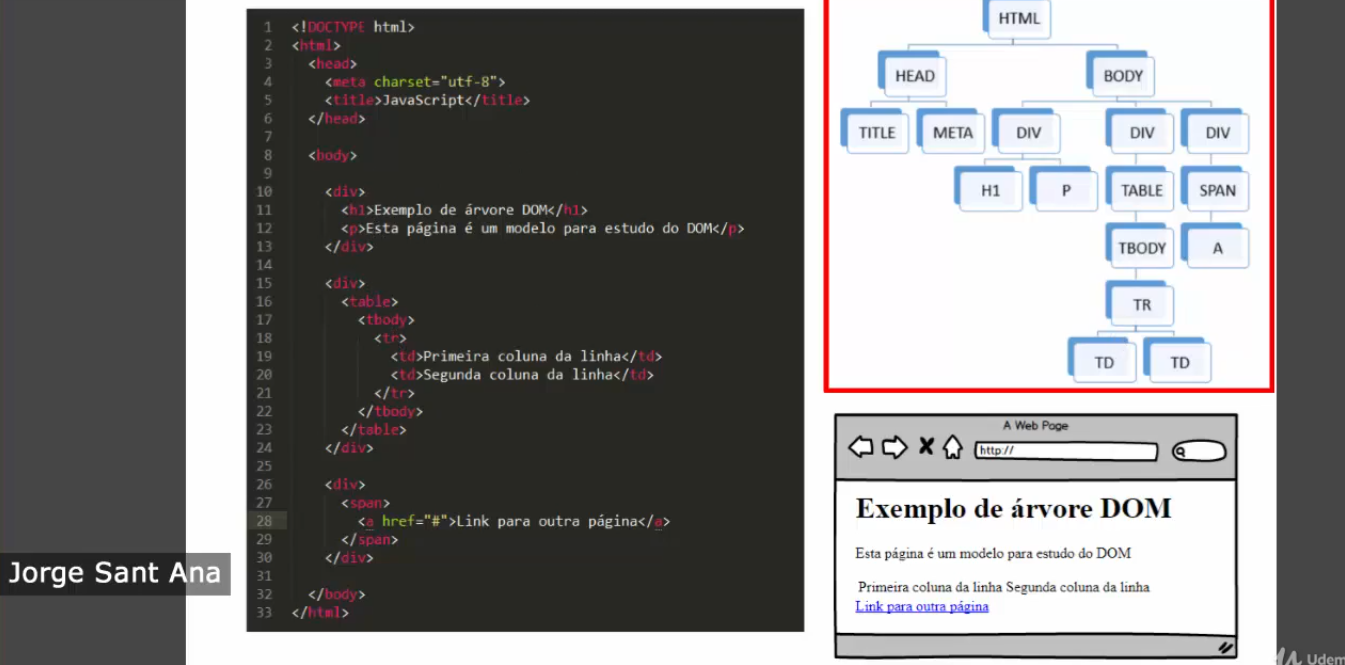 1 <!DOCTYPE html>
2 <html>
3 <head>
4 <meta charset="utf-8">
5 <title>JavaScript</title>
6 </head>
7
8 <body>
9
10 <div>
11 <h1>Exemplo de árvore DOM</h1>
12 <p>Esta página é um modelo para estudo do DOM</p>
13 </div>
14
15 <div>
16 <table>
17 <tbody>
18 <tr>
19 <td>Primeira coluna da linha</td>
20 <td>Segunda coluna da linha</td>
21 </tr>
22 </tbody>
23 </table>
24 </div>
25
26 <div>
27 <span>
28 <a href="#">Link para outra página</a>
29 </span>
30 </div>
31
32 </body>
33 </html>
HTML
HEAD BODY
TITLE META DIV DIV DIV
H1 P TABLE SPAN
TBODY A
TR
TD TD
A Web Page
http://
Exemplo de árvore DOM
Esta página é um modelo para estudo do DOM
Primeira coluna da linha Segunda coluna da linha
Link para outra página
Jorge Sant Ana
Udem